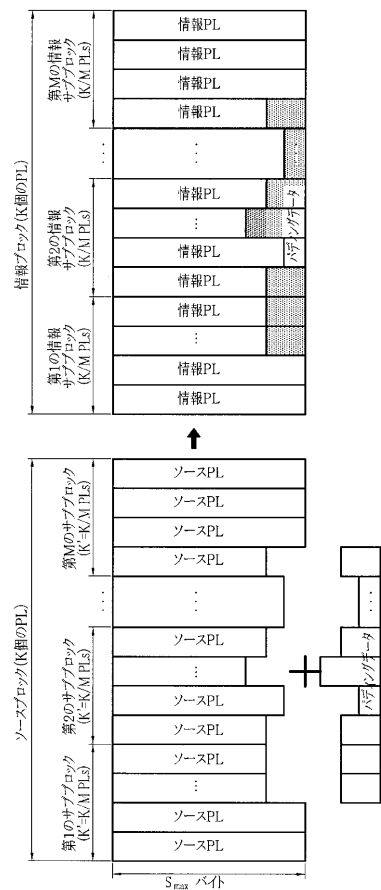 情報ブロック(K個のPL)
第1の情報
サブブロック
(K/M PLs)
第2の情報
サブブロック
(K/M PLs)
...
第Mの情報
サブブロック
(K/M PLs)
情報PL
情報PL
情報PL
情報PL
...
情報PL
...
情報PL
情報PL
情報PL
...
情報PL
情報PL
パディングデータ
ソースブロック(K個のPL)
第1のサブブロック
(K'=K/M PLs)
第2のサブブロック
(K'=K/M PLs)
...
第Mのサブブロック
(K'=K/M PLs)
ソースPL
ソースPL
ソースPL
ソースPL
...
ソースPL
...
ソースPL
ソースPL
...
ソースPL
ソースPL
+
...
パディングデータ
Smax バイト